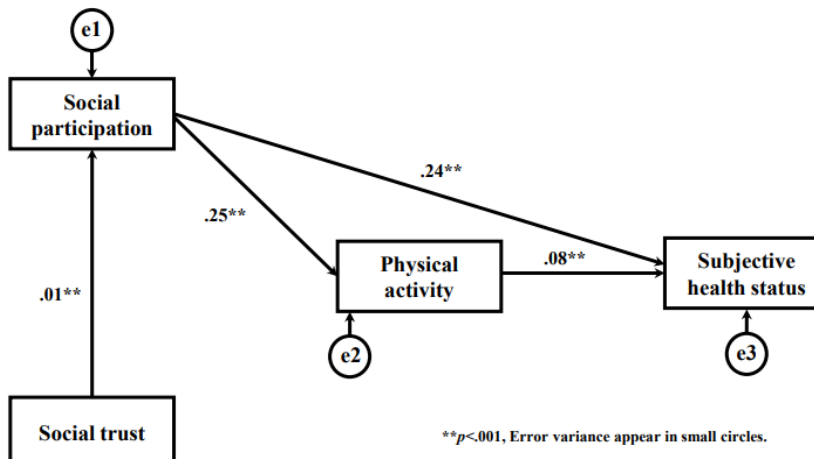 e1
Social
participation
.24**
.25**
Physical
activity
.08**
Subjective
health status
.01**
e2
e3
Social trust
**p<.001, Error variance appear in small circles.